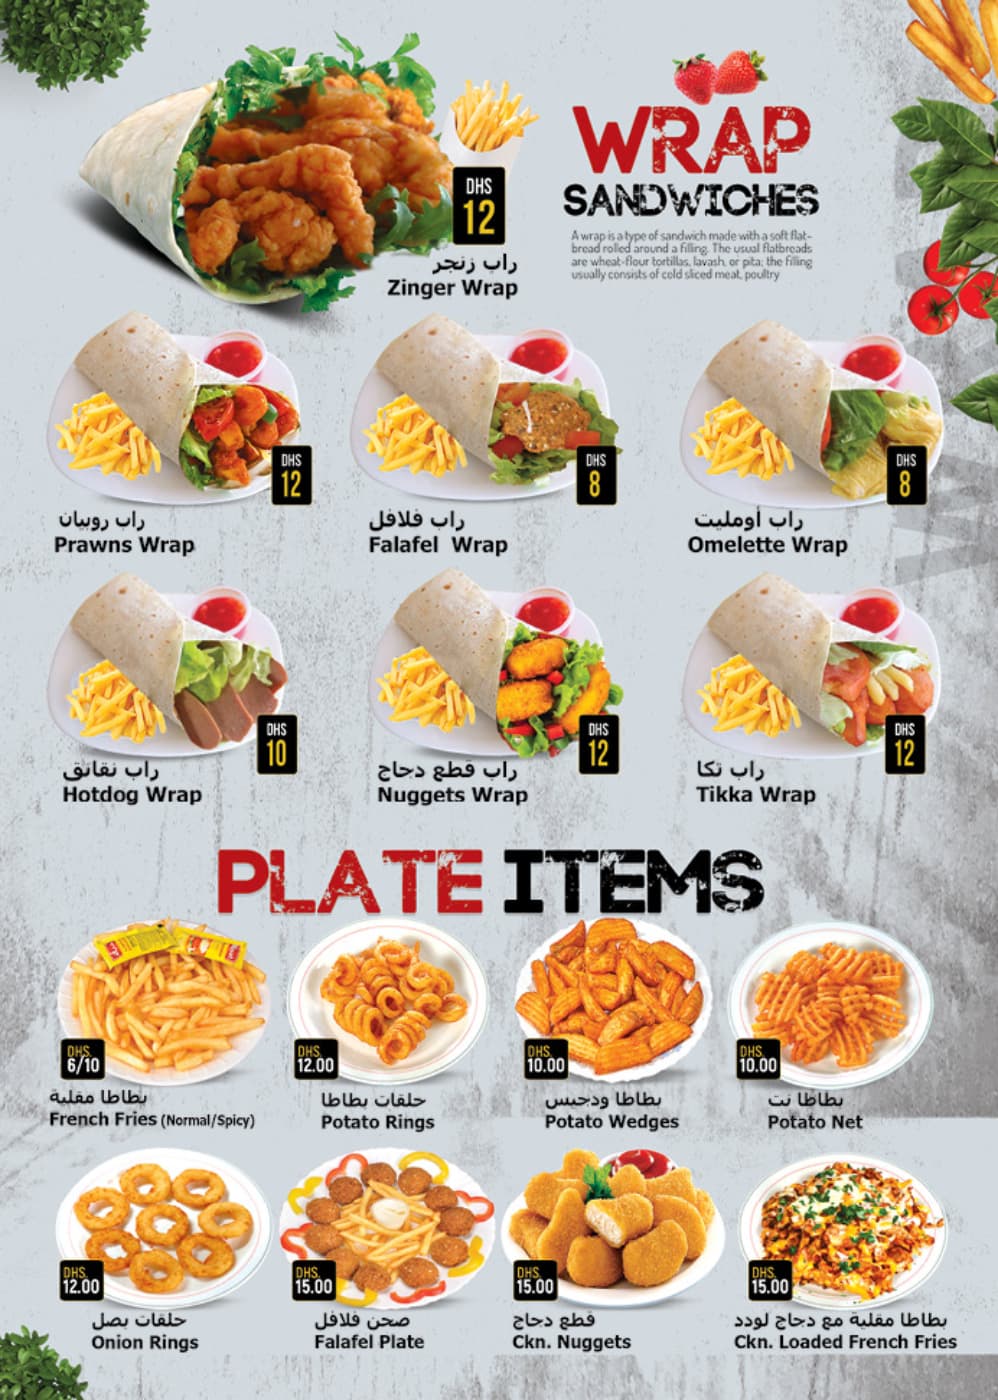 WRAP
SANDWICHES
A wrap is a type of sandwich made with a soft flat-
bread rolled around a filling. The usual flatbreads
are wheat-flour tortillas, lavash, or pita; the filling
usually consists of cold sliced meat, poultry
DHS
12
راب زنجر
Zinger Wrap
DHS
12
راب روبيان
Prawns Wrap
DHS
8
راب فلافل
Falafel Wrap
DHS
8
راب أومليت
Omelette Wrap
DHS
10
راب نقانق
Hotdog Wrap
DHS
12
راب قطع دجاج
Nuggets Wrap
DHS
12
راب تكا
Tikka Wrap
PLATE ITEMS
DHS.
6/10
بطاطا مقلية
French Fries (Normal/Spicy)
DHS.
12.00
حلقات بطاطا
Potato Rings
DHS.
10.00
بطاطا ودجيس
Potato Wedges
DHS.
10.00
بطاطا نت
Potato Net
DHS.
12.00
حلقات بصل
Onion Rings
DHS.
15.00
صحن فلافل
Falafel Plate
DHS.
15.00
قطع دجاج
Ckn. Nuggets
DHS.
15.00
بطاطا مقلية مع دجاج لودد
Ckn. Loaded French Fries